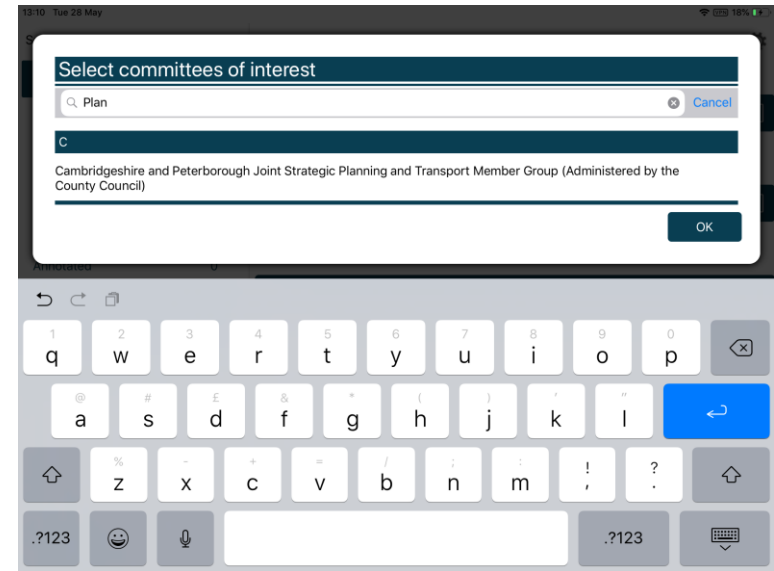 13:10 Tue 28 May
VPN 18%
S
Select committees of interest
Plan
Cancel
C
Cambridgeshire and Peterborough Joint Strategic Planning and Transport Member Group (Administered by the
County Council)
OK
Annotated 0
1 2 3 4 5 6 7 8 9 0
q w e r t y u i o p
@ # £ & * ( ) ' "
a s d f g h j k l
% - + = / ; : ! ?
z x c v b n m , .
.?123 .?123